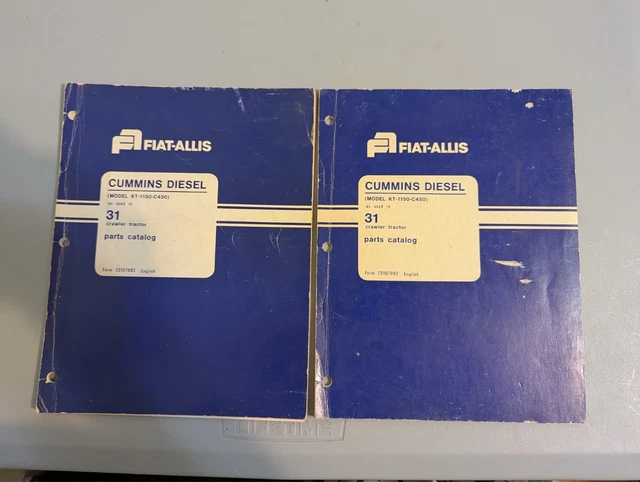 FIAT-ALLIS
CUMMINS DIESEL
(MODEL KT-1150-C450)
as used in
31
crawler tractor
parts catalog
Form 73107882 English
FIAT-ALLIS
CUMMINS DIESEL
(MODEL KT-1150-C450)
as used in
31
crawler tractor
parts catalog
Form 73107882 English
LIFETIME